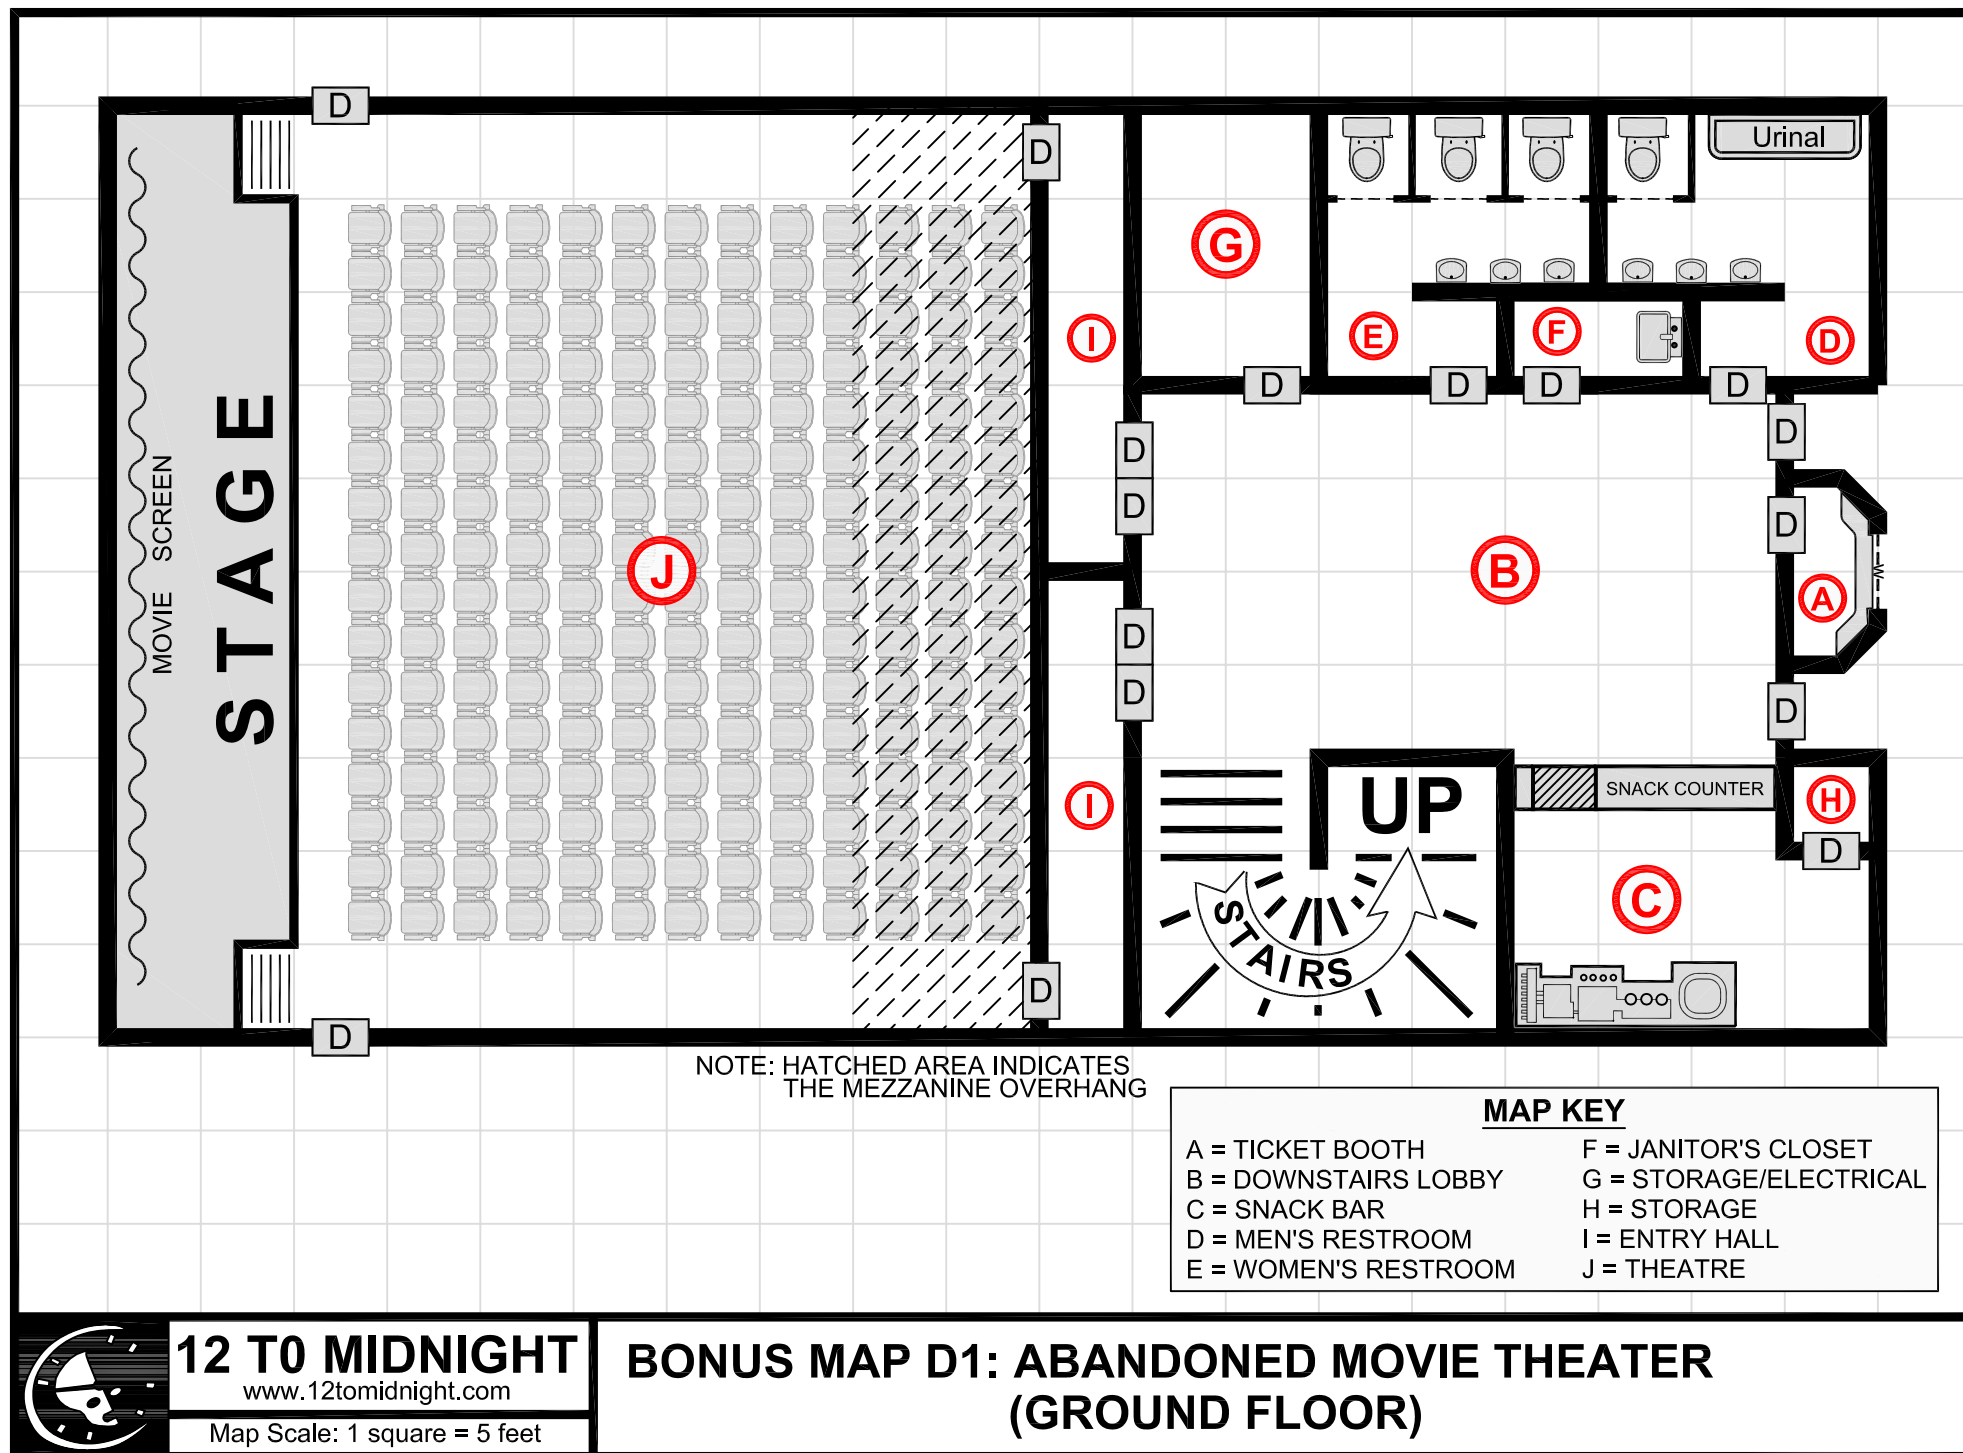 D
D
Urinal
G
I
E
F
D
D
D
D
D
D
D
D
D
MOVIE SCREEN
STAGE
J
B
A
D
D
D
D
I
UP
SNACK COUNTER
H
D
C
STAIRS
D
D
NOTE: HATCHED AREA INDICATES
THE MEZZANINE OVERHANG
MAP KEY
A = TICKET BOOTH
B = DOWNSTAIRS LOBBY
C = SNACK BAR
D = MEN'S RESTROOM
E = WOMEN'S RESTROOM
F = JANITOR'S CLOSET
G = STORAGE/ELECTRICAL
H = STORAGE
I = ENTRY HALL
J = THEATRE
12 T0 MIDNIGHT
www.12tomidnight.com
Map Scale: 1 square = 5 feet
BONUS MAP D1: ABANDONED MOVIE THEATER
(GROUND FLOOR)